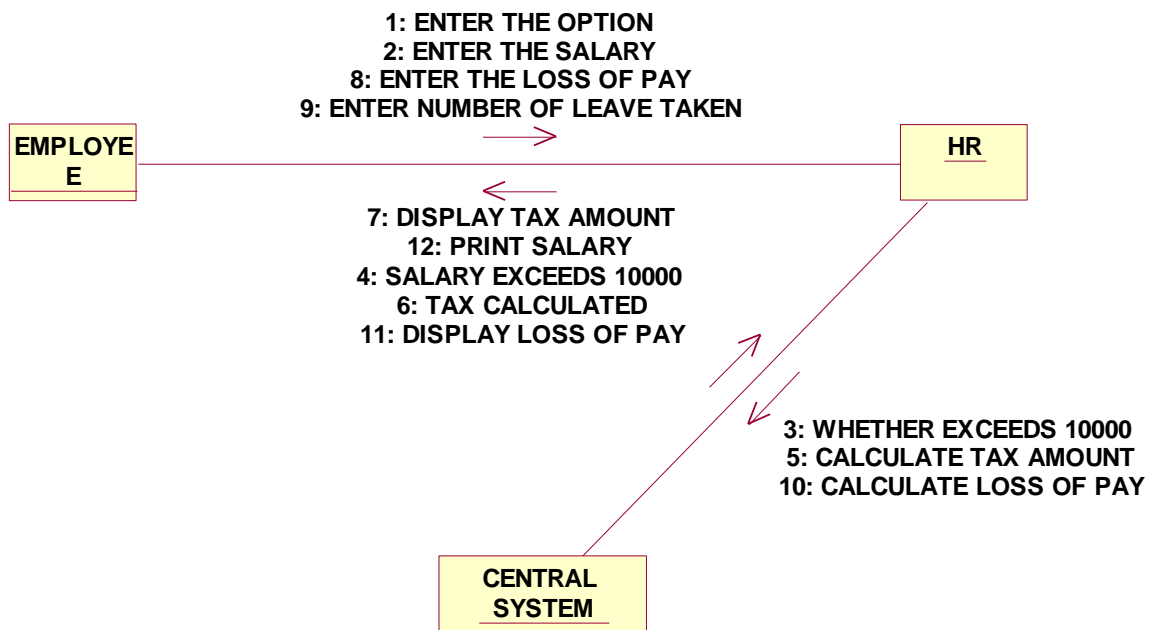 1: ENTER THE OPTION
2: ENTER THE SALARY
8: ENTER THE LOSS OF PAY
9: ENTER NUMBER OF LEAVE TAKEN
EMPLOYE
E
HR
7: DISPLAY TAX AMOUNT
12: PRINT SALARY
4: SALARY EXCEEDS 10000
6: TAX CALCULATED
11: DISPLAY LOSS OF PAY
3: WHETHER EXCEEDS 10000
5: CALCULATE TAX AMOUNT
10: CALCULATE LOSS OF PAY
CENTRAL
SYSTEM